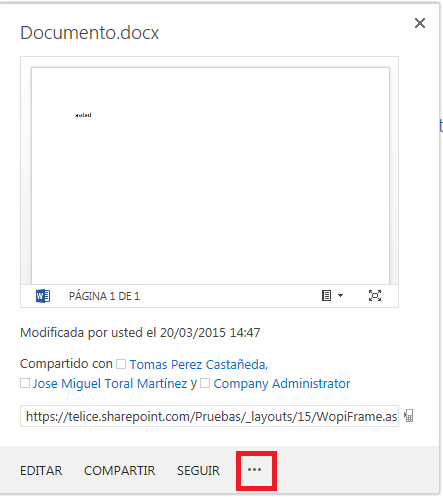 Documento.docx
asdad
PÁGINA 1 DE 1
Modificada por usted el 20/03/2015 14:47
Compartido con Tomas Perez Castañeda,
Jose Miguel Toral Martínez y Company Administrator
https://telice.sharepoint.com/Pruebas/_layouts/15/WopiFrame.as
EDITAR COMPARTIR SEGUIR ...